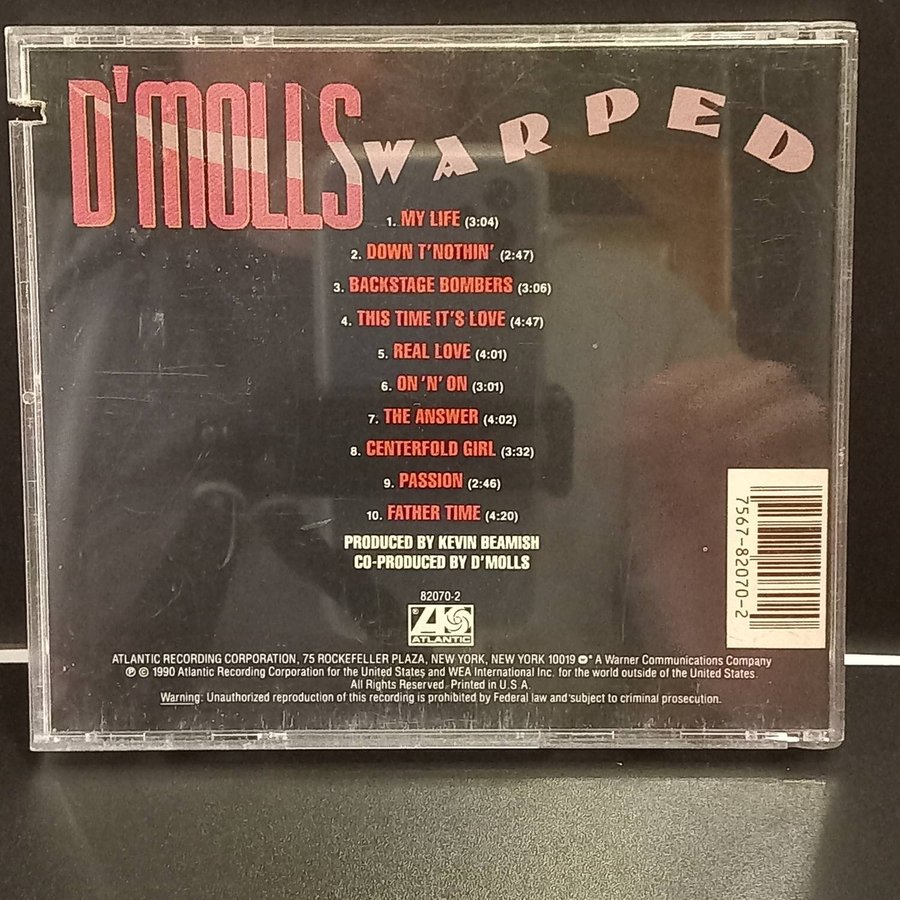 D'MOLLS WARPED
1. MY LIFE (3:04)
2. DOWN T'NOTHIN' (2:47)
3. BACKSTAGE BOMBERS (3:06)
4. THIS TIME IT'S LOVE (4:47)
5. REAL LOVE (4:01)
6. ON 'N' ON (3:01)
7. THE ANSWER (4:02)
8. CENTERFOLD GIRL (3:32)
9. PASSION (2:46)
10. FATHER TIME (4:20)
PRODUCED BY KEVIN BEAMISH
CO-PRODUCED BY D'MOLLS
7567-82070-2
82070-2
® ATLANTIC
ATLANTIC RECORDING CORPORATION, 75 ROCKEFELLER PLAZA, NEW YORK, NEW YORK 10019 • A Warner Communications Company
℗ © 1990 Atlantic Recording Corporation for the United States and WEA International Inc. for the world outside of the United States.
All Rights Reserved. Printed in U.S.A.
Warning: Unauthorized reproduction of this recording is prohibited by Federal law and subject to criminal prosecution.